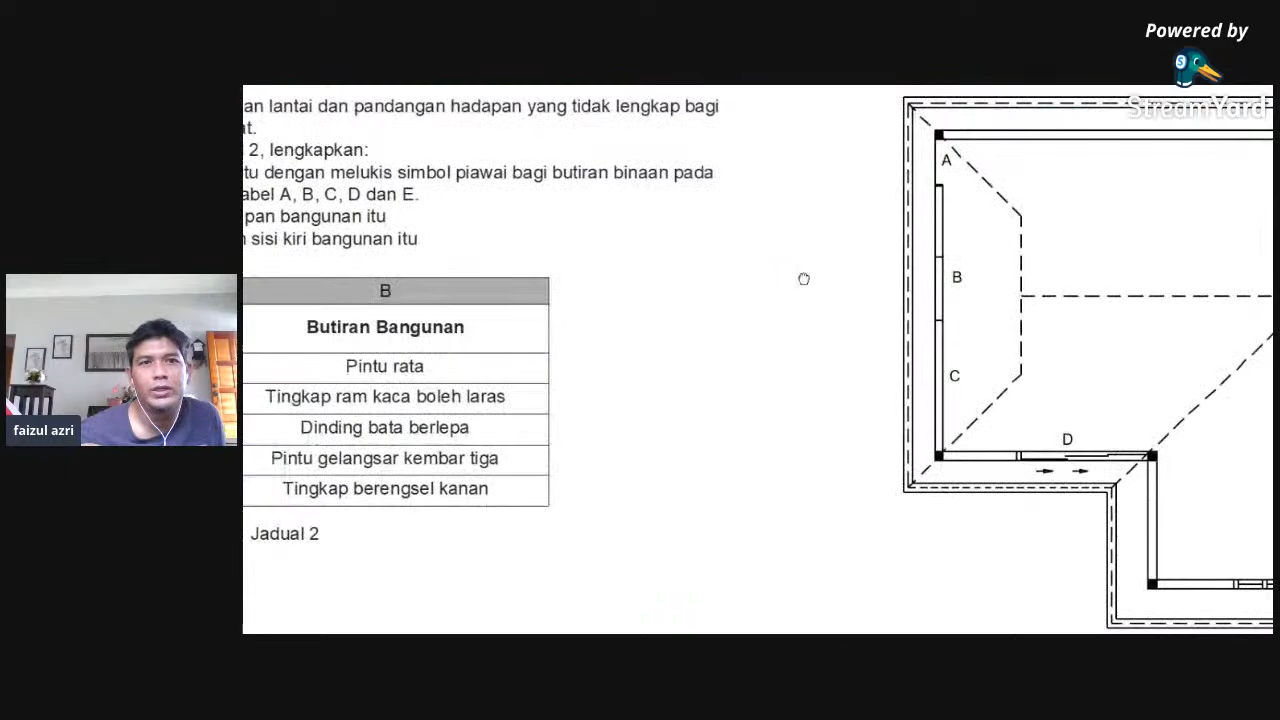 Powered by
StreamYard
an lantai dan pandangan hadapan yang tidak lengkap bagi
at.
2, lengkapkan:
tu dengan melukis simbol piawai bagi butiran binaan pada
abel A, B, C, D dan E.
pan bangunan itu
sisi kiri bangunan itu
B
Butiran Bangunan
Pintu rata
Tingkap ram kaca boleh laras
Dinding bata berlepa
Pintu gelangsar kembar tiga
Tingkap berengsel kanan
Jadual 2
A
B
C
D
faizul azri